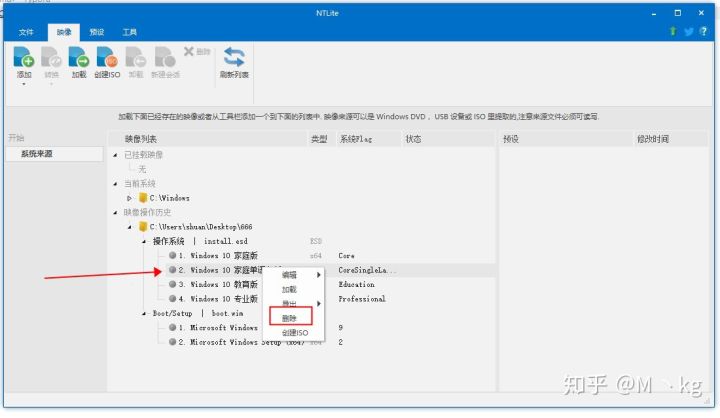 NTLite
文件 映像 预设 工具
添加 转换 加载 创建ISO 卸载 新建会话 删除 刷新列表
加载下面已经存在的映像或者从工具栏添加一个到下面的列表中. 映像来源可以是 Windows DVD , USB 设备或 ISO 里提取的,注意来源文件必须可读写.
开始 映像列表 类型 系统Flag 状态 预设 修改时间
系统来源 已挂载映像
无
当前系统
C:\Windows
映像操作历史
C:\Users\shuan\Desktop\666
操作系统 | install.esd ESD
1. Windows 10 家庭版 x64 Core
2. Windows 10 家庭单语 CoreSingleLa...
3. Windows 10 教育版 Education
4. Windows 10 专业版 Professional
Boot/Setup | boot.wim
1. Microsoft Windows 9
2. Microsoft Windows Setup (x64) x64 2
编辑
加载
导出
删除
创建ISO
知乎 @M丶kg